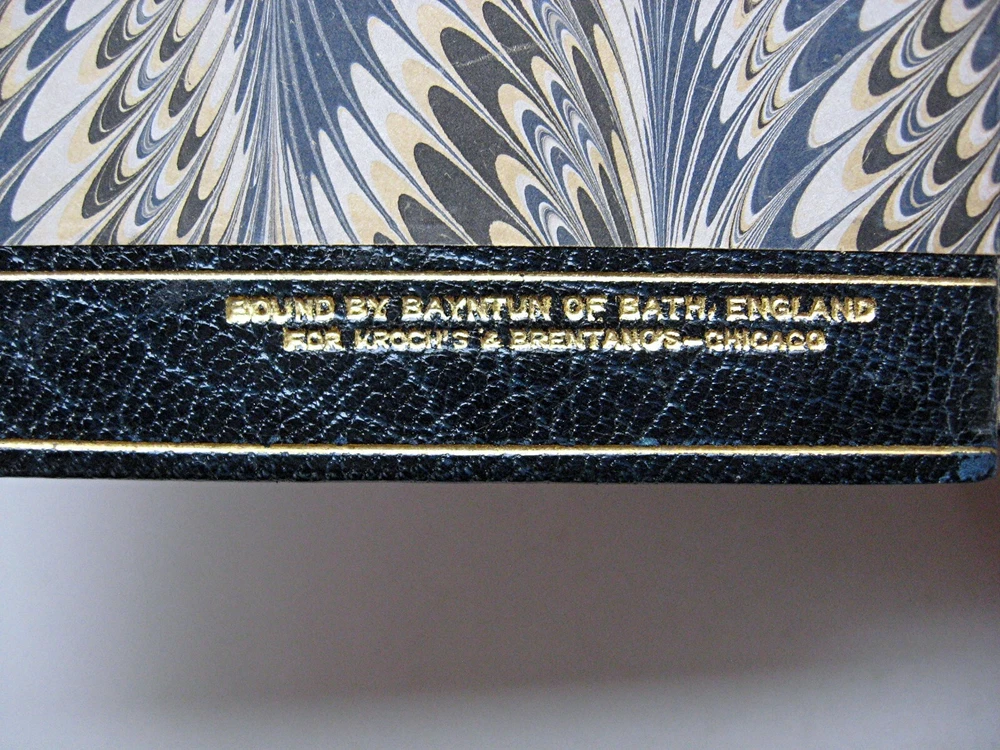 BOUND BY BAYNTUN OF BATH, ENGLAND
FOR KROCH'S & BRENTANO'S—CHICAGO